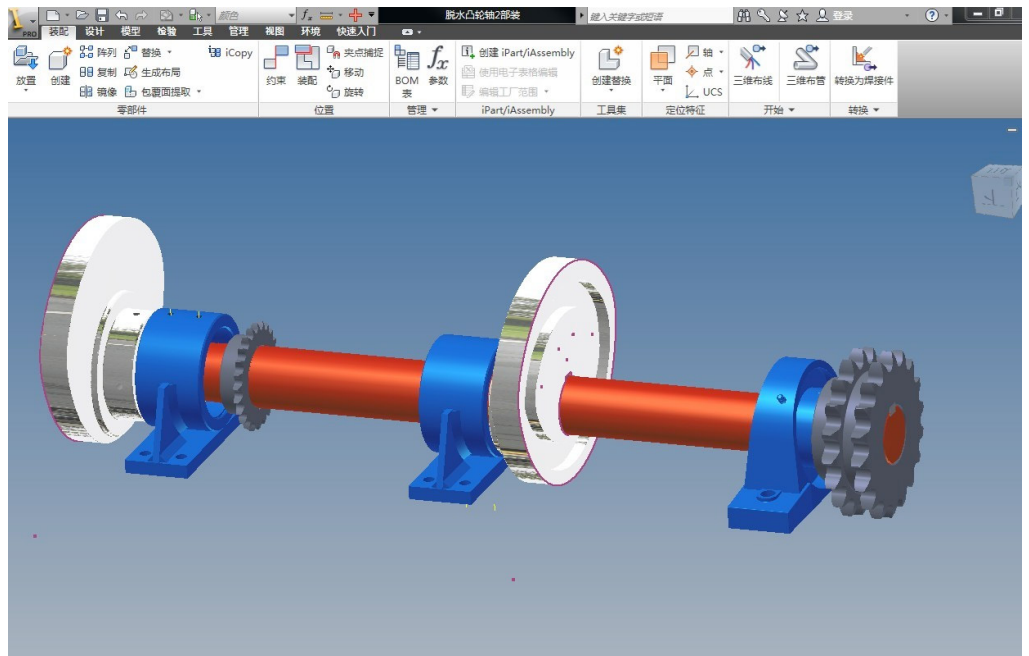 颜色 fx 脱水凸轮轴2部装 键入关键字或短语 登录
PRO 装配 设计 模型 检验 工具 管理 视图 环境 快速入门
放置 创建 阵列 替换 iCopy
复制 生成布局
镜像 包覆面提取
约束 装配 夹点捕捉
移动
旋转
BOM表 fx 参数
创建 iPart/iAssembly
使用电子表格编辑
编辑工厂范围
创建替换 平面 轴
点
UCS
三维布线 三维布管 转换为焊接件
零部件 位置 管理 iPart/iAssembly 工具集 定位特征 开始 转换